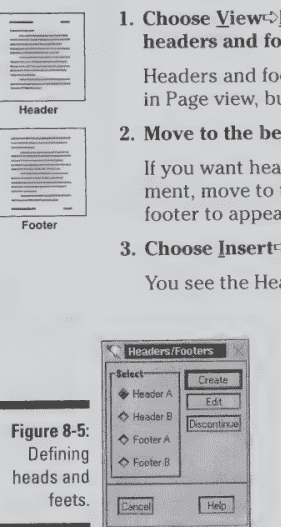 Header
Footer
1. Choose View➪
headers and fo
Headers and foo
in Page view, bu
2. Move to the be
If you want hea
ment, move to
footer to appea
3. Choose Insert
You see the Hea
Headers/Footers
Select
Header A
Header B
Footer A
Footer B
Create
Edit
Discontinue
Cancel
Help
Figure 8-5:
Defining
heads and
feets.